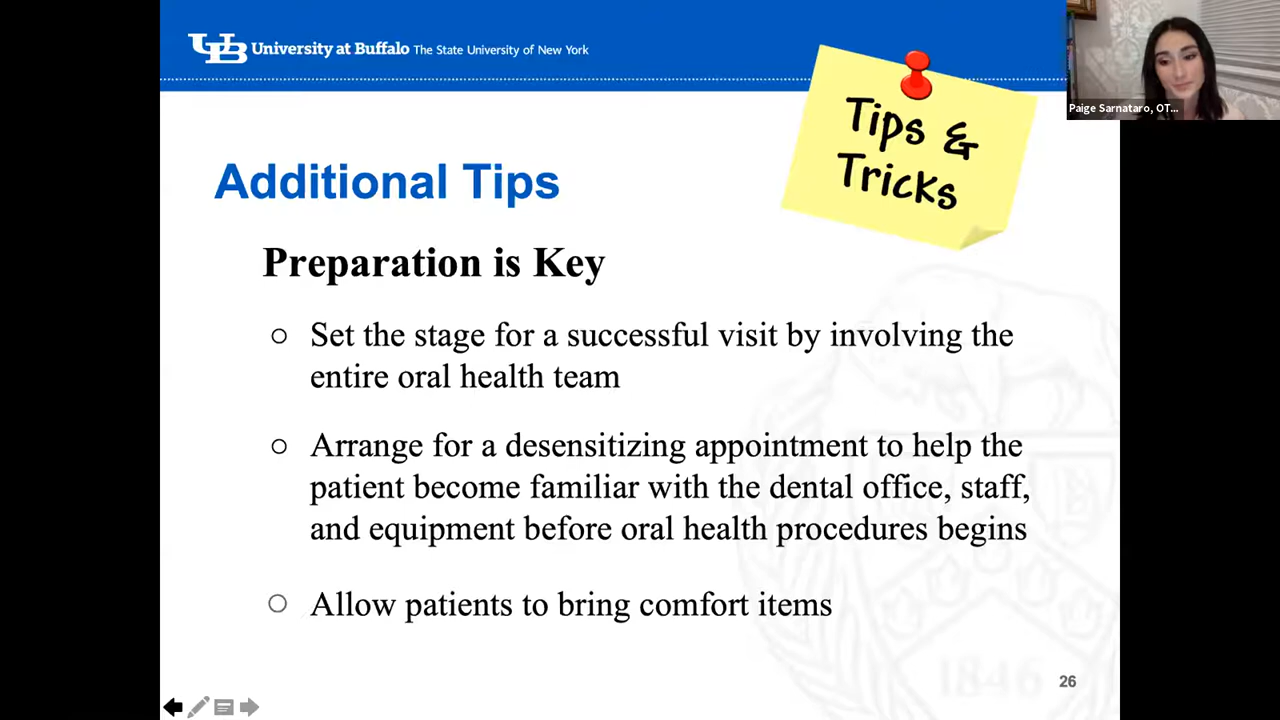 University at Buffalo The State University of New York
Paige Sarnataro, OT...
Tips &
Tricks
Additional Tips
Preparation is Key
Set the stage for a successful visit by involving the
entire oral health team
Arrange for a desensitizing appointment to help the
patient become familiar with the dental office, staff,
and equipment before oral health procedures begins
Allow patients to bring comfort items
1846
26